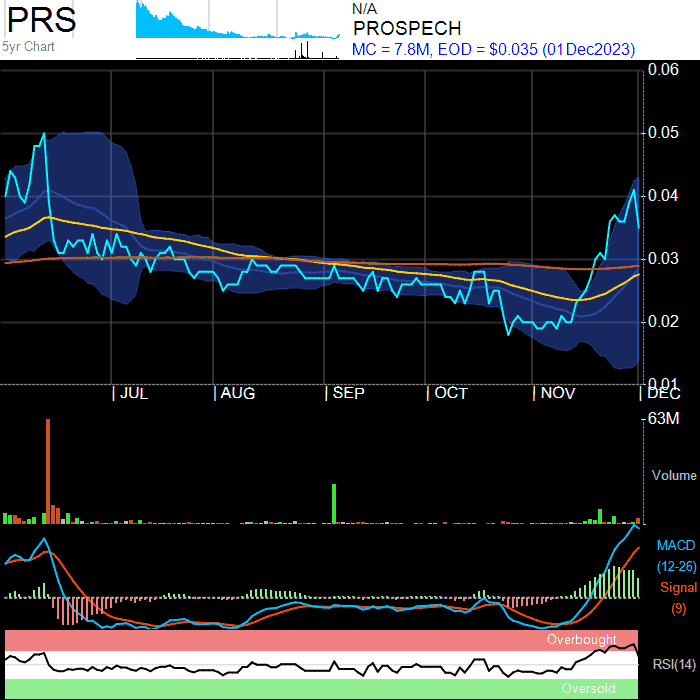 PRS
5yr Chart
N/A
PROSPECH
MC = 7.8M, EOD = $0.035 (01Dec2023)
0.06
0.05
0.04
0.03
0.02
0.01
JUL
AUG
SEP
OCT
NOV
DEC
63M
Volume
MACD
(12-26)
Signal
(9)
Overbought
RSI(14)
Oversold